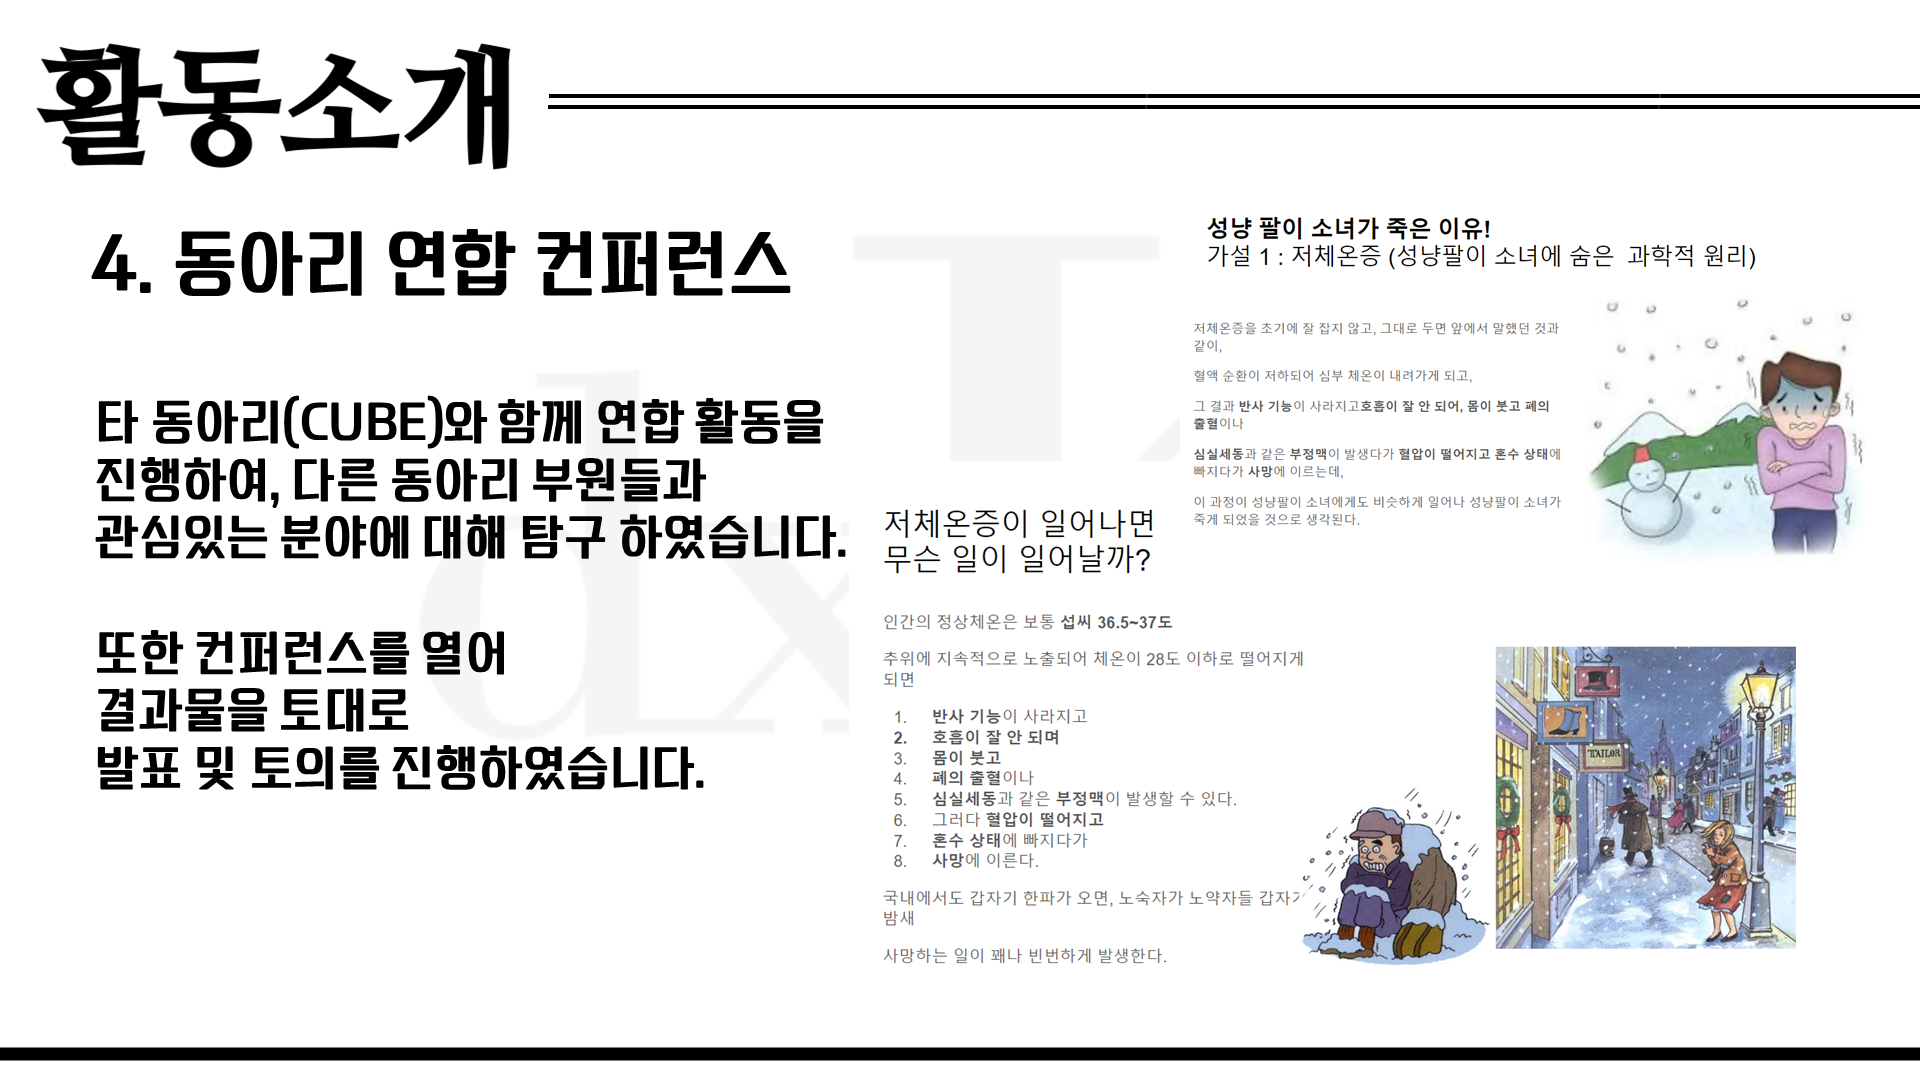 활동소개
4. 동아리 연합 컨퍼런스
타 동아리(CUBE)와 함께 연합 활동을
진행하여, 다른 동아리 부원들과
관심있는 분야에 대해 탐구 하였습니다.
또한 컨퍼런스를 열어
결과물을 토대로
발표 및 토의를 진행하였습니다.
성냥 팔이 소녀가 죽은 이유!
가설 1 : 저체온증 (성냥팔이 소녀에 숨은 과학적 원리)
저체온증을 초기에 잘 잡지 않고, 그대로 두면 앞에서 말했던 것과
같이,
혈액 순환이 저하되어 심부 체온이 내려가게 되고,
그 결과 반사 기능이 사라지고호흡이 잘 안 되어, 몸이 붓고 폐의
출혈이나
심실세동과 같은 부정맥이 발생다가 혈압이 떨어지고 혼수 상태에
빠지다가 사망에 이르는데,
이 과정이 성냥팔이 소녀에게도 비슷하게 일어나 성냥팔이 소녀가
죽게 되었을 것으로 생각된다.
저체온증이 일어나면
무슨 일이 일어날까?
인간의 정상체온은 보통 섭씨 36.5~37도
추위에 지속적으로 노출되어 체온이 28도 이하로 떨어지게
되면
1. 반사 기능이 사라지고
2. 호흡이 잘 안 되며
3. 몸이 붓고
4. 폐의 출혈이나
5. 심실세동과 같은 부정맥이 발생할 수 있다.
6. 그러다 혈압이 떨어지고
7. 혼수 상태에 빠지다가
8. 사망에 이른다.
국내에서도 갑자기 한파가 오면, 노숙자가 노약자들
밤새
사망하는 일이 꽤나 빈번하게 발생한다.
TAILOR
dx